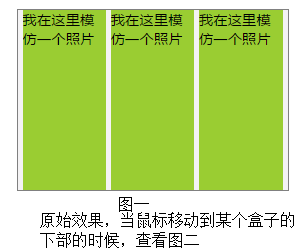 我在这里模
仿一个照片
我在这里模
仿一个照片
我在这里模
仿一个照片
图一
原始效果，当鼠标移动到某个盒子的
下部的时候，查看图二